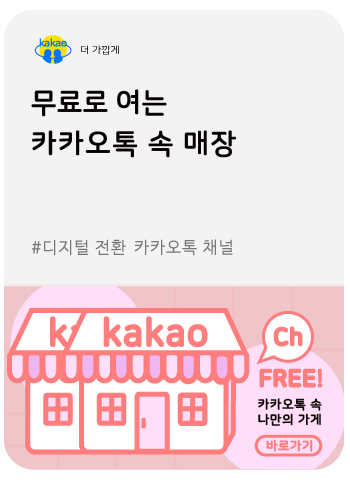 kakao
더 가깝게
무료로 여는
카카오톡 속 매장
#디지털 전환 카카오톡 채널
ka
kakao
Ch
FREE!
카카오톡 속
나만의 가게
바로가기